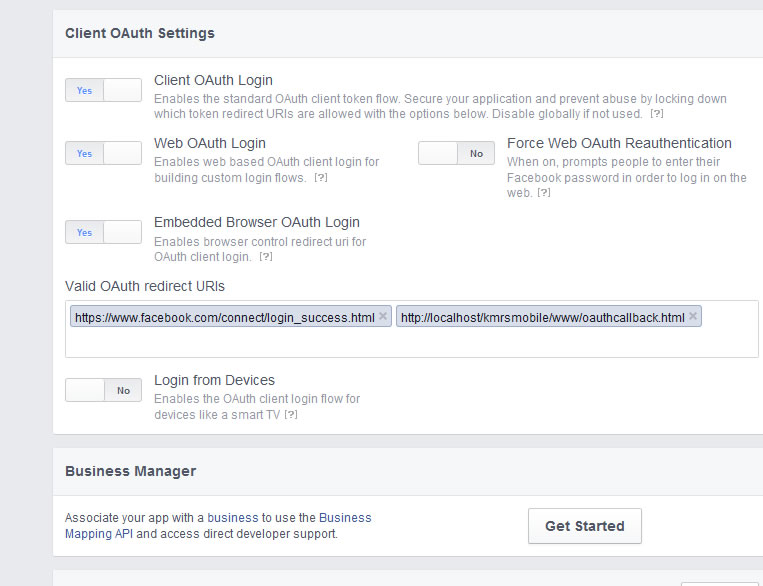 Client OAuth Settings
Yes
Client OAuth Login
Enables the standard OAuth client token flow. Secure your application and prevent abuse by locking down
which token redirect URIs are allowed with the options below. Disable globally if not used. [?]
Yes
Web OAuth Login
Enables web based OAuth client login for
building custom login flows. [?]
No
Force Web OAuth Reauthentication
When on, prompts people to enter their
Facebook password in order to log in on the
web. [?]
Yes
Embedded Browser OAuth Login
Enables browser control redirect uri for
OAuth client login. [?]
Valid OAuth redirect URIs
https://www.facebook.com/connect/login_success.html × http://localhost/kmrsmobile/www/oauthcallback.html ×
No
Login from Devices
Enables the OAuth client login flow for
devices like a smart TV [?]
Business Manager
Associate your app with a business to use the Business
Mapping API and access direct developer support.
Get Started